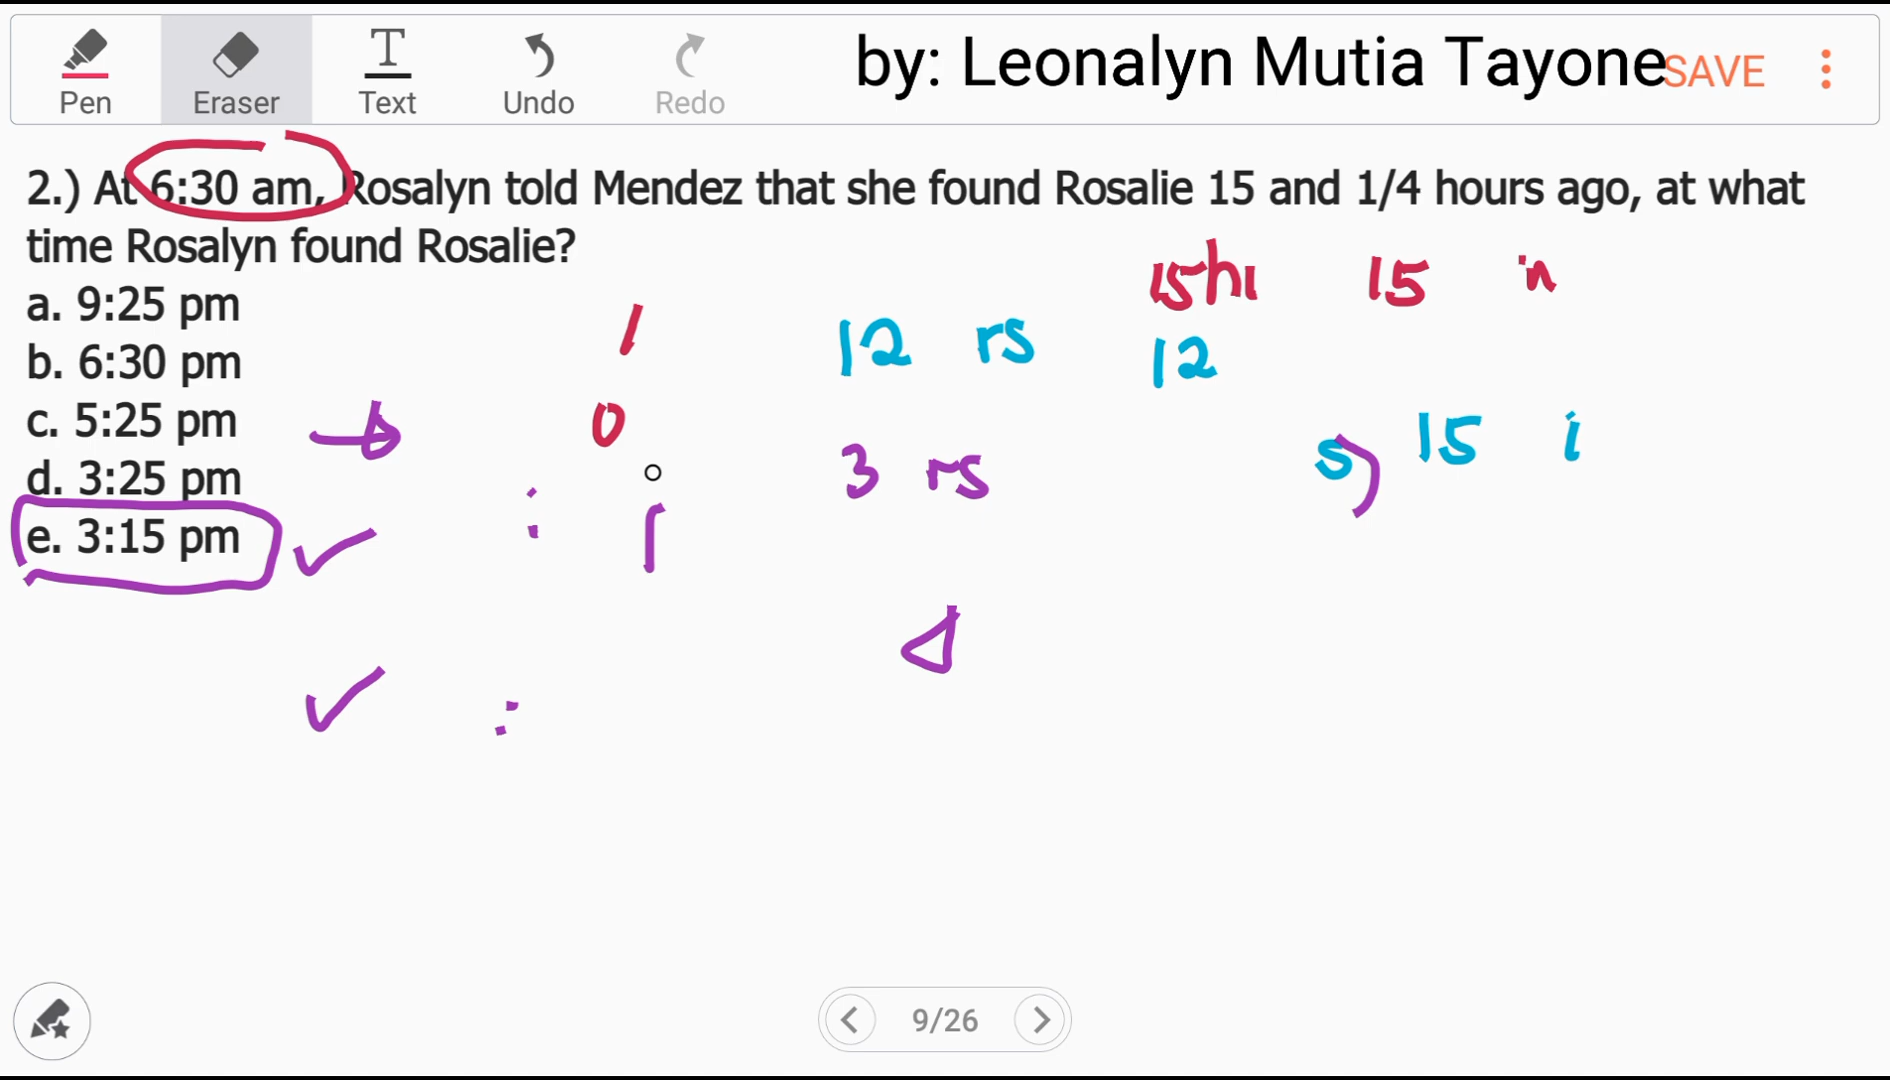 Pen Eraser Text Undo Redo by: Leonalyn Mutia Tayone SAVE
2.) At 6:30 am, Rosalyn told Mendez that she found Rosalie 15 and 1/4 hours ago, at what
time Rosalyn found Rosalie?
15h 15
a. 9:25 pm
12 rs 12
b. 6:30 pm
c. 5:25 pm 0
15 i
3 rs s
d. 3:25 pm
e. 3:15 pm
9/26